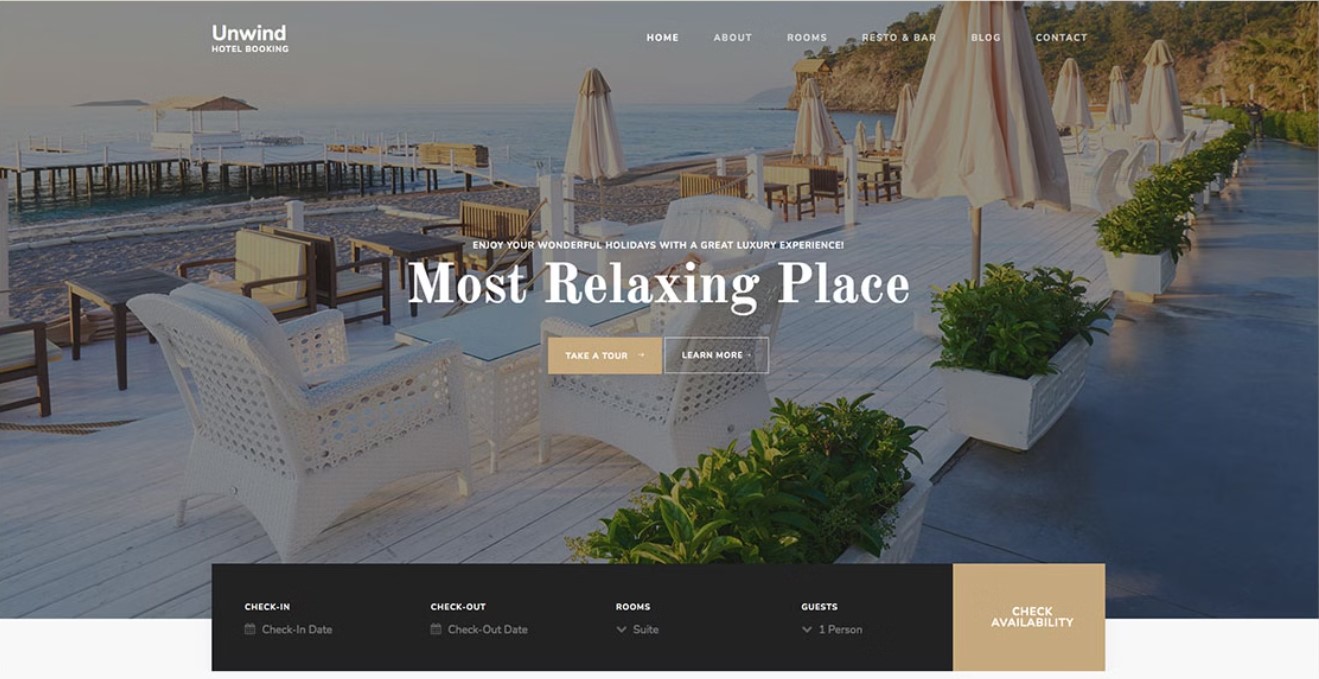 Unwind
HOTEL BOOKING
HOME ABOUT ROOMS RESTO & BAR BLOG CONTACT
ENJOY YOUR WONDERFUL HOLIDAYS WITH A GREAT LUXURY EXPERIENCE!
Most Relaxing Place
TAKE A TOUR → LEARN MORE
CHECK-IN
Check-In Date
CHECK-OUT
Check-Out Date
ROOMS
Suite
GUESTS
1 Person
CHECK
AVAILABILITY